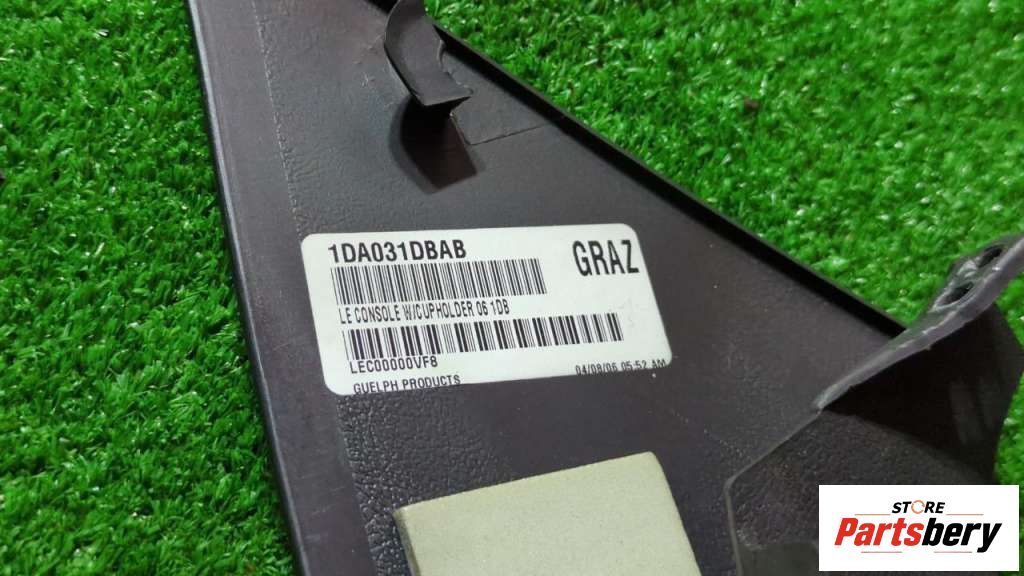 1DA031DBAB GRAZ
LE CONSOLE W/CUPHOLDER 06 1DB
LEC00000VF8
GUELPH PRODUCTS 04/08/06 05.52 AM
STORE
Partsbery